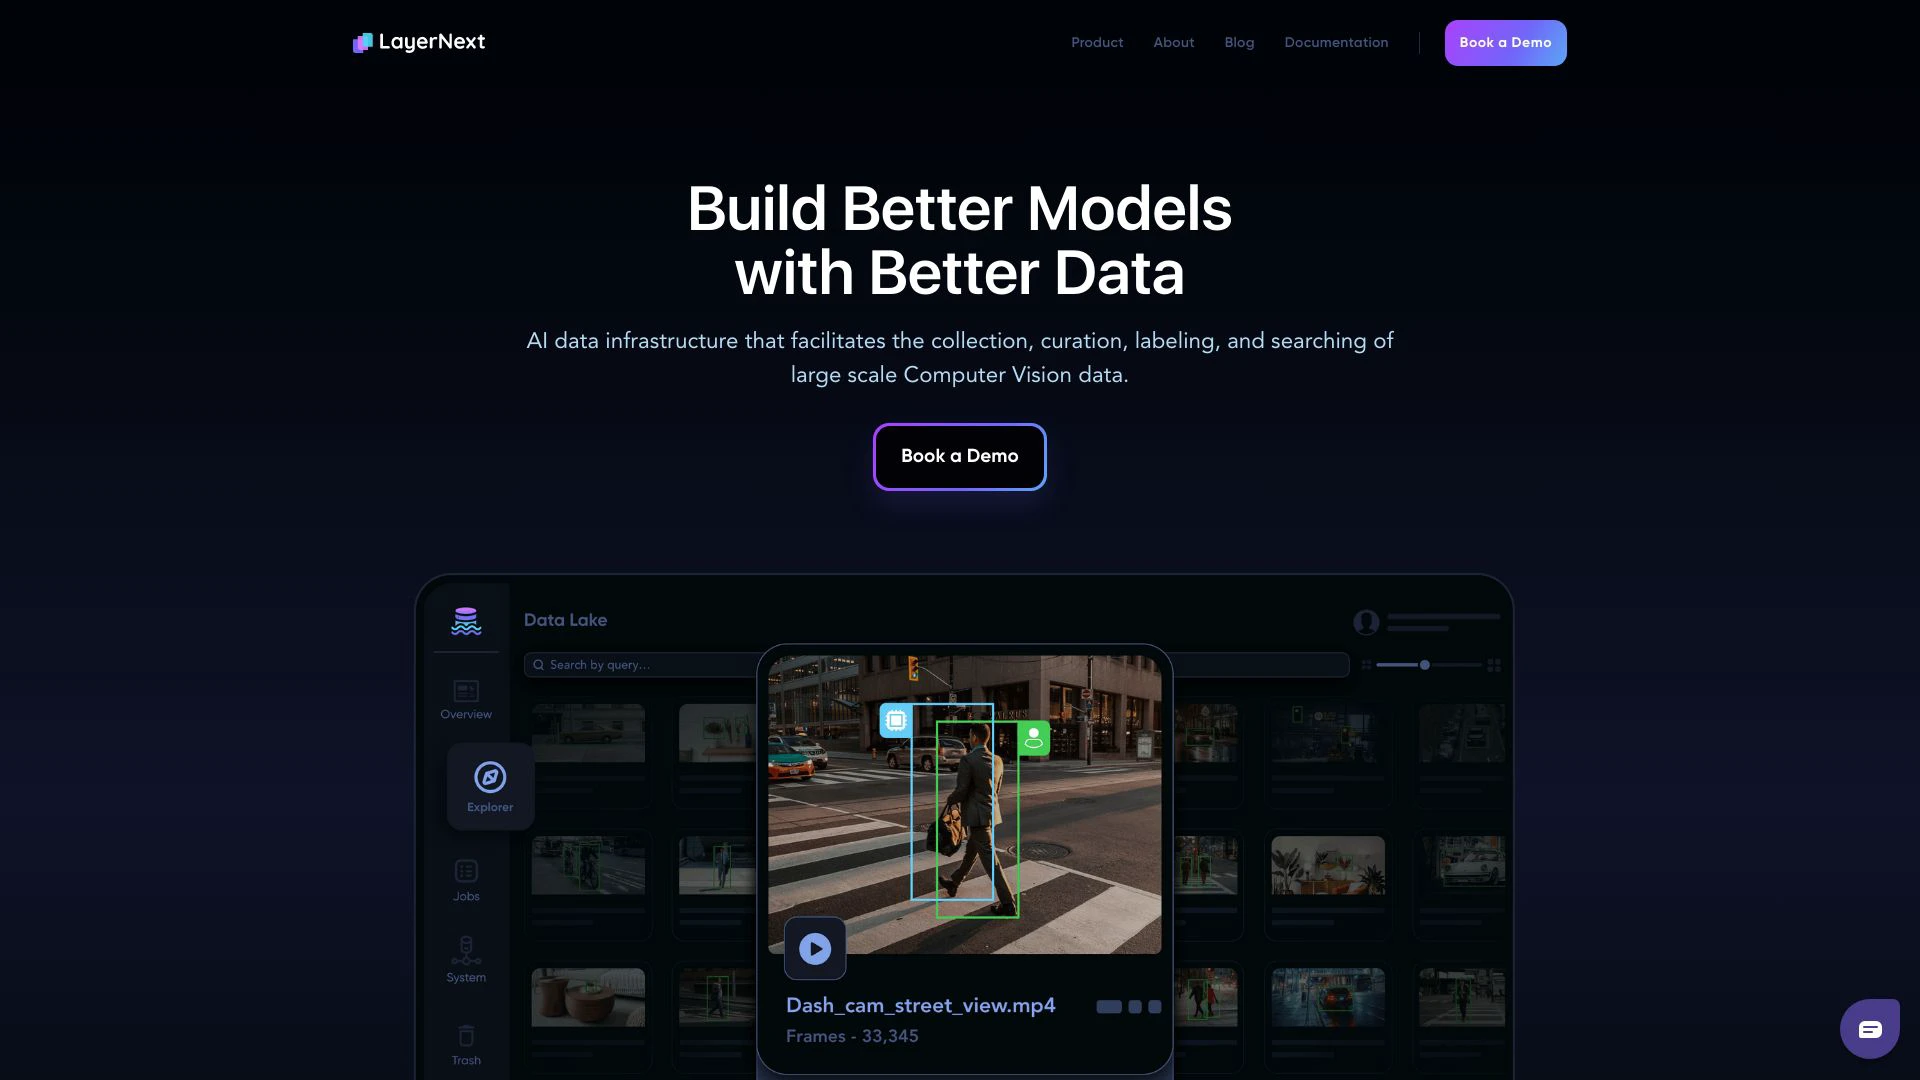 LayerNext
Product About Blog Documentation
Book a Demo
Build Better Models
with Better Data
AI data infrastructure that facilitates the collection, curation, labeling, and searching of
large scale Computer Vision data.
Book a Demo
Data Lake
Search by query...
Overview
Explorer
Jobs
System
Trash
Dash_cam_street_view.mp4
Frames - 33,345